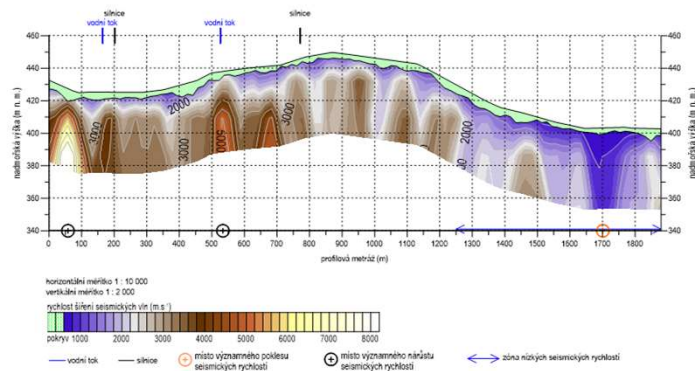 silnice
vodní tok
vodní tok
silnice
460
440
420
400
380
360
340
nadmořská výška (m n. m.)
2000
3000
3000
5000
3000
2000
460
440
420
400
380
360
340
nadmořská výška (m n. m.)
0 100 200 300 400 500 600 700 800 900 1000 1100 1200 1300 1400 1500 1600 1700 1800
profilová metráž (m)
horizontální měřítko 1 : 10 000
vertikální měřítko 1 : 2 000
rychlost šíření seismických vln (m.s⁻¹)
pokryv 1000 2000 3000 4000 5000 6000 7000 8000
vodní tok
silnice
místo významného poklesu
seismických rychlostí
místo významného nárůstu
seismických rychlostí
zóna nízkých seismických rychlostí